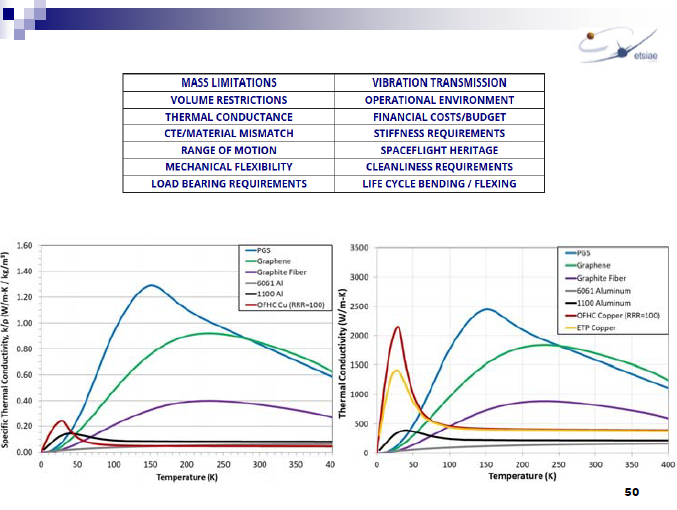 etsiae
MASS LIMITATIONS VIBRATION TRANSMISSION
VOLUME RESTRICTIONS OPERATIONAL ENVIRONMENT
THERMAL CONDUCTANCE FINANCIAL COSTS/BUDGET
CTE/MATERIAL MISMATCH STIFFNESS REQUIREMENTS
RANGE OF MOTION SPACEFLIGHT HERITAGE
MECHANICAL FLEXIBILITY CLEANLINESS REQUIREMENTS
LOAD BEARING REQUIREMENTS LIFE CYCLE BENDING / FLEXING
Specific Thermal Conductivity, k/ρ (W/m-K / kg/m³)
1.60
1.40
1.20
1.00
0.80
0.60
0.40
0.20
0.00
PGS
Graphene
Graphite Fiber
6061 Al
1100 Al
OFHC Cu (RRR=100)
0 50 100 150 200 250 300 350 40
Temperature (K)
Thermal Conductivity (W/m-K)
3500
3000
2500
2000
1500
1000
500
0
PGS
Graphene
Graphite Fiber
6061 Aluminum
1100 Aluminum
OFHC Copper (RRR=100)
ETP Copper
0 50 100 150 200 250 300 350 400
Temperature (K)
50